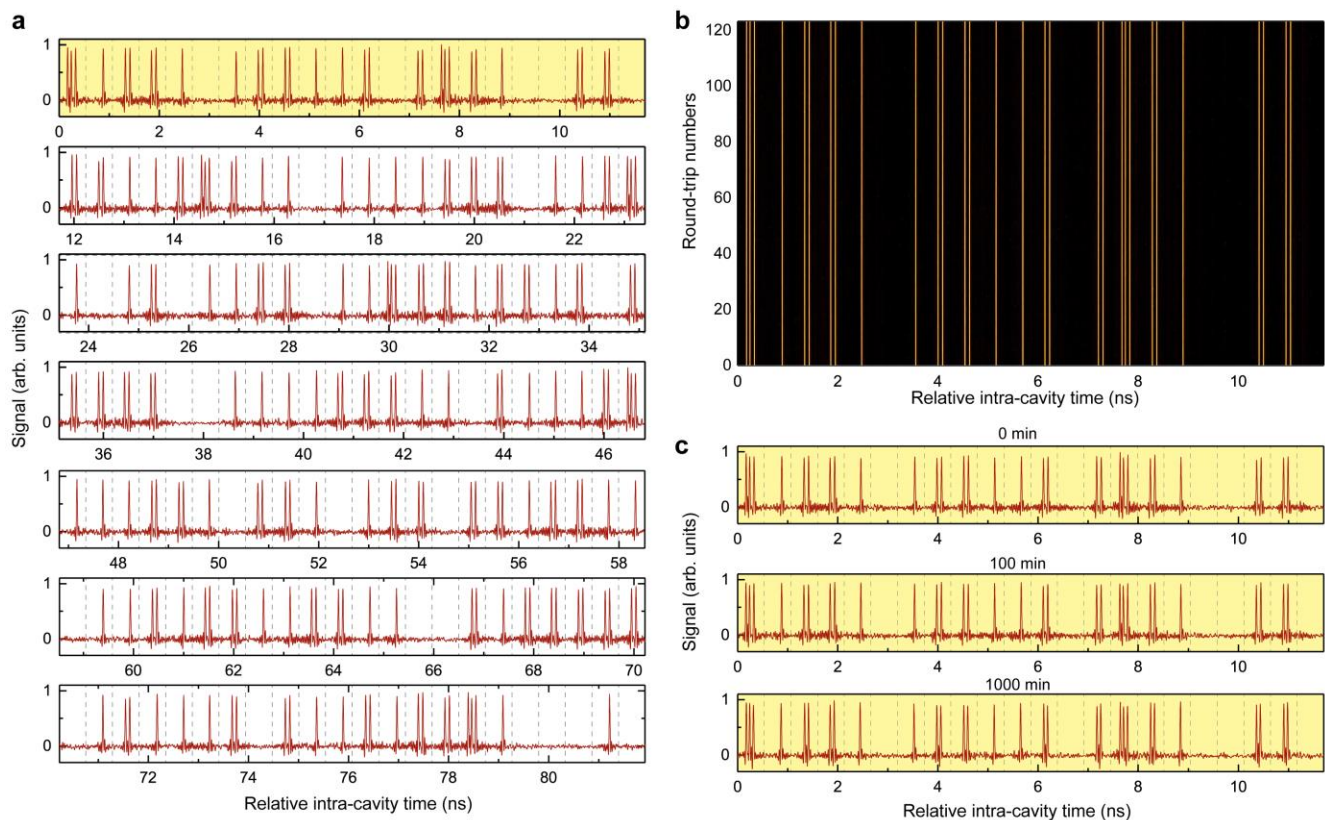 a
1
0
0 2 4 6 8 10
1
0
12 14 16 18 20 22
1
0
24 26 28 30 32 34
Signal (arb. units)
1
0
36 38 40 42 44 46
1
0
48 50 52 54 56 58
1
0
60 62 64 66 68 70
1
0
72 74 76 78 80
Relative intra-cavity time (ns)
b
Round-trip numbers
120
100
80
60
40
20
0
0 2 4 6 8 10
Relative intra-cavity time (ns)
c
0 min
1
0
0 2 4 6 8 10
100 min
Signal (arb. units)
1
0
0 2 4 6 8 10
1000 min
1
0
0 2 4 6 8 10
Relative intra-cavity time (ns)